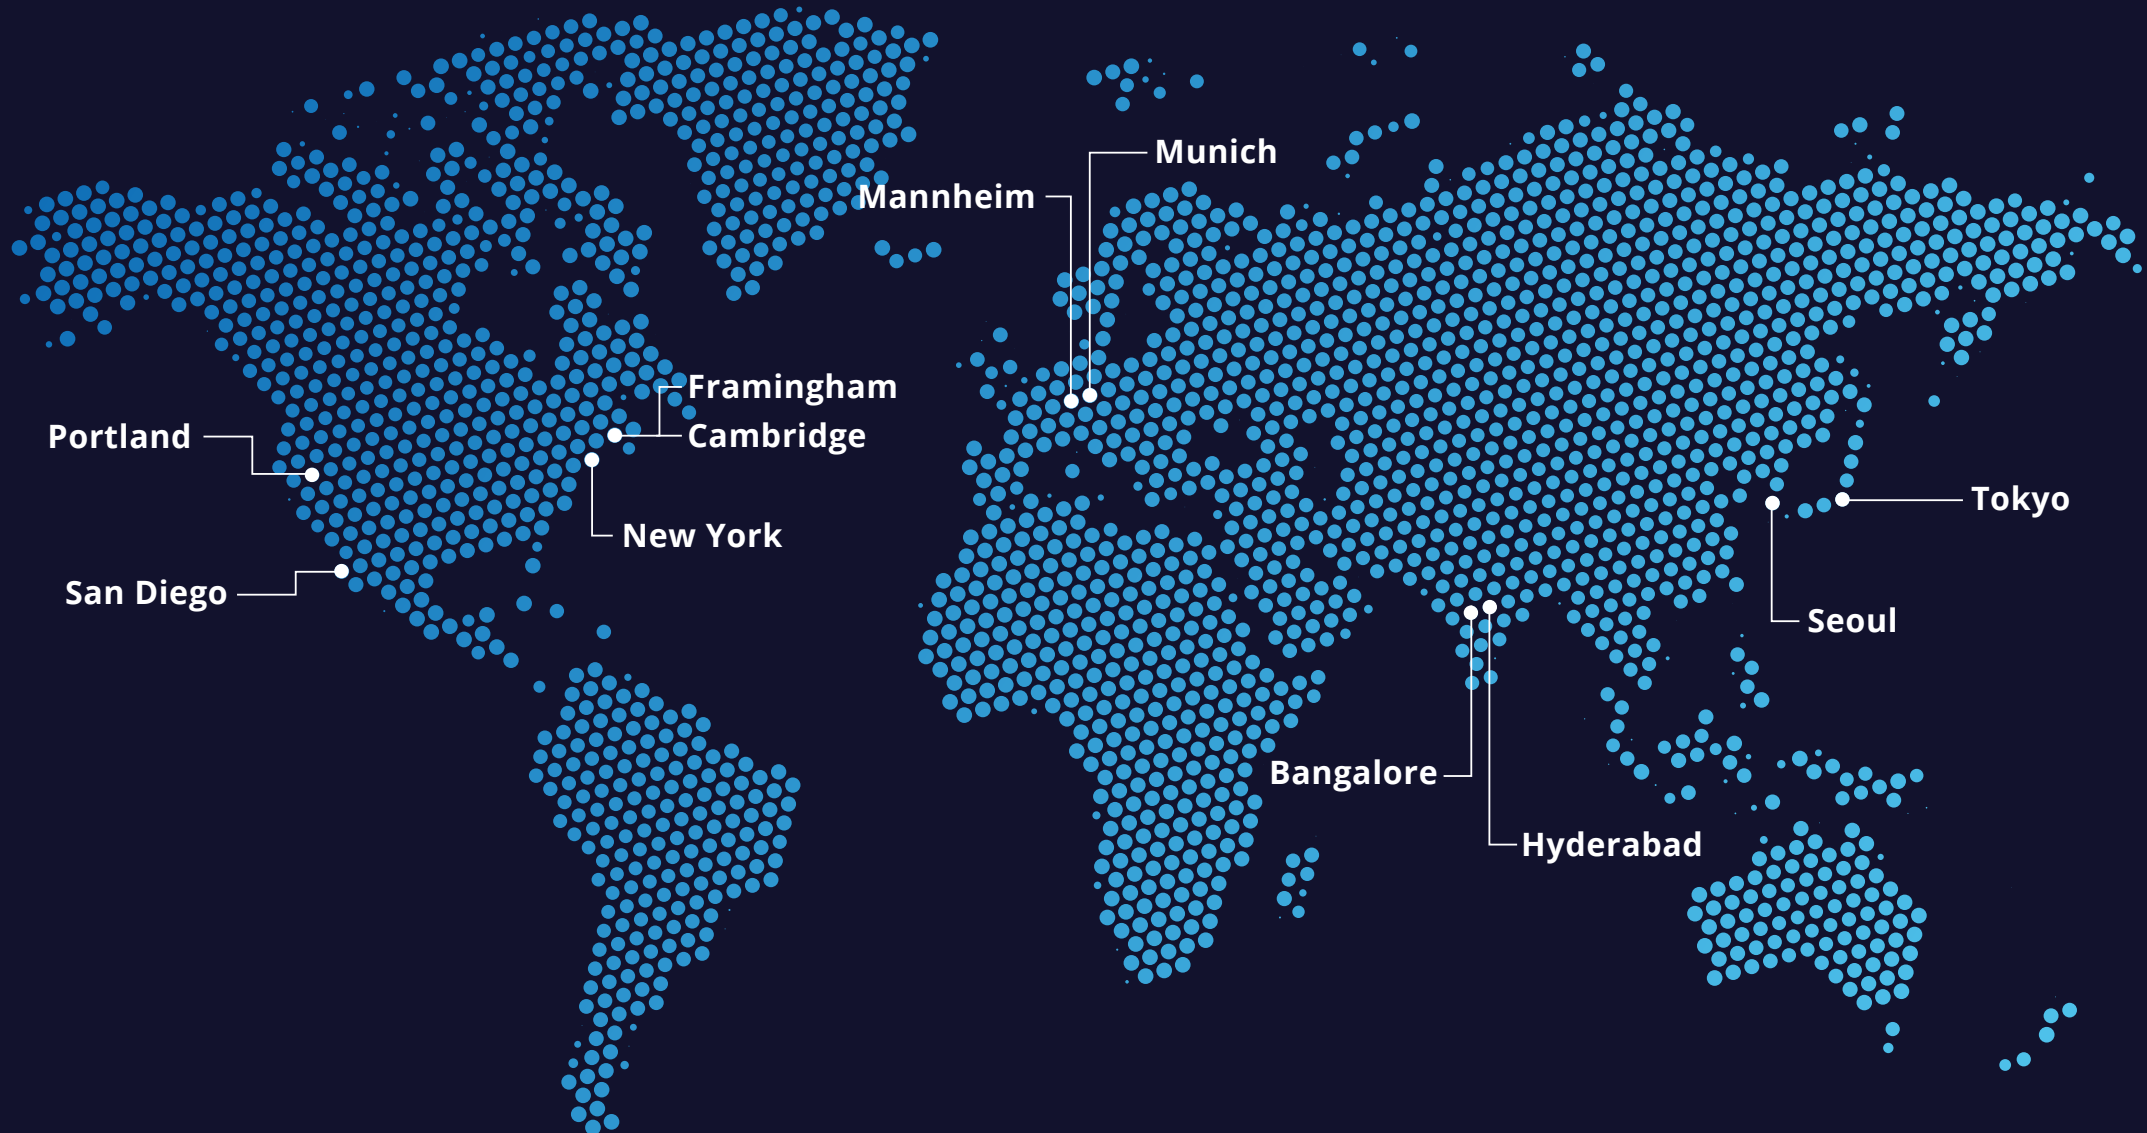 Munich
Mannheim
Framingham
Portland
Cambridge
Tokyo
New York
San Diego
Seoul
Bangalore
Hyderabad